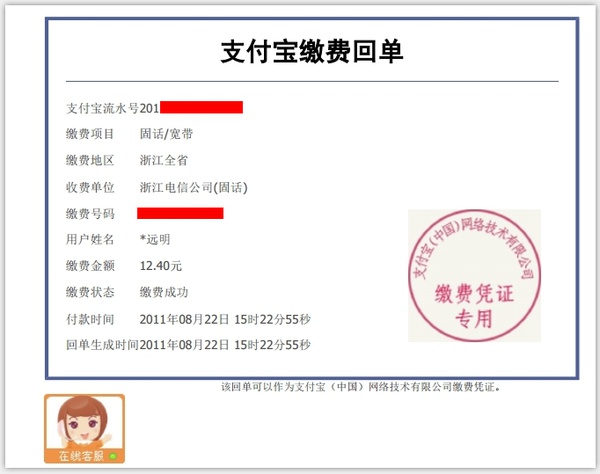 支付宝缴费回单
支付宝流水号201
缴费项目 固话/宽带
缴费地区 浙江全省
收费单位 浙江电信公司(固话)
缴费号码
用户姓名 *远明
缴费金额 12.40元
缴费状态 缴费成功
付款时间 2011年08月22日 15时22分55秒
回单生成时间2011年08月22日 15时22分55秒
支付宝(中国)网络技术有限公司
缴费凭证
专用
该回单可以作为支付宝（中国）网络技术有限公司缴费凭证。
在线客服